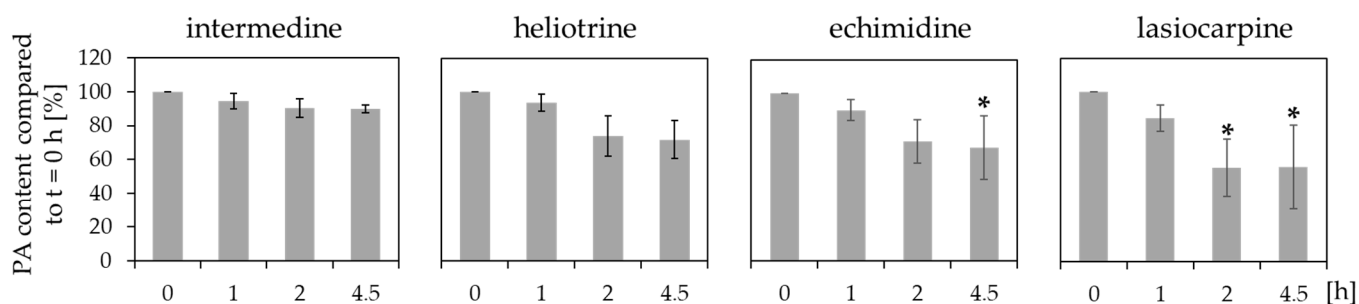 intermedine heliotrine echimidine lasiocarpine
PA content compared
to t = 0 h [%]
120
100
80
60
40
20
0
* * *
0 1 2 4.5 0 1 2 4.5 0 1 2 4.5 0 1 2 4.5 [h]